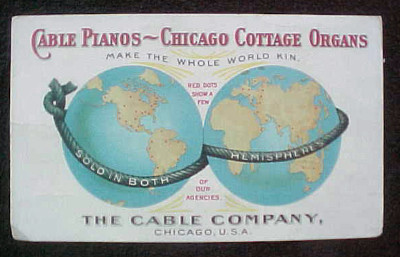 CABLE PIANOS~CHICAGO COTTAGE ORGANS
MAKE THE WHOLE WORLD KIN.
RED DOTS
SHOW A
FEW
SOLD IN BOTH
HEMISPHERES
OF
OUR
AGENCIES.
THE CABLE COMPANY,
CHICAGO, U.S.A.